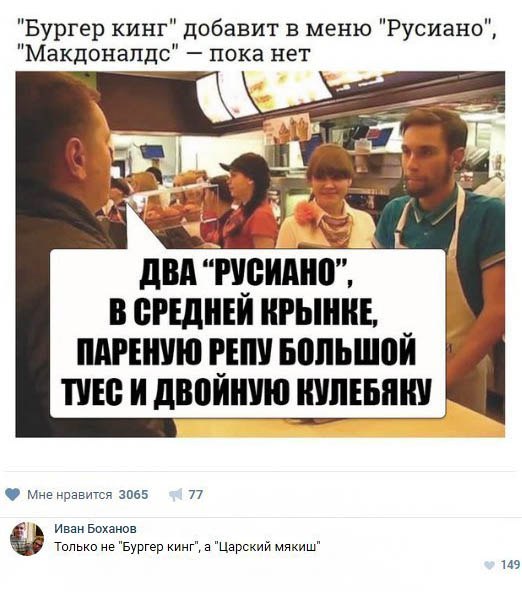 "Бургер кинг" добавит в меню "Русиано",
"Макдоналдс" — пока нет
ДВА “РУСИАНО”,
В СРЕДНЕЙ КРЫНКЕ,
ПАРЕНУЮ РЕПУ БОЛЬШОЙ
ТУЕС И ДВОЙНУЮ КУЛЕБЯКУ
Мне нравится 3065 77
Иван Боханов
Только не "Бургер кинг", а "Царский мякиш"
149